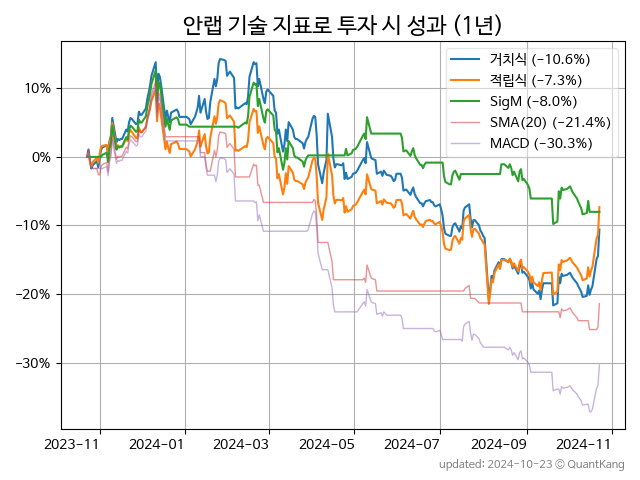 안랩 기술 지표로 투자 시 성과 (1년)
거치식 (−10.6%)
적립식 (−7.3%)
SigM (−8.0%)
SMA(20) (−21.4%)
MACD (−30.3%)
10%
0%
−10%
−20%
−30%
2023-11 2024-01 2024-03 2024-05 2024-07 2024-09 2024-11
updated: 2024-10-23 © QuantKang